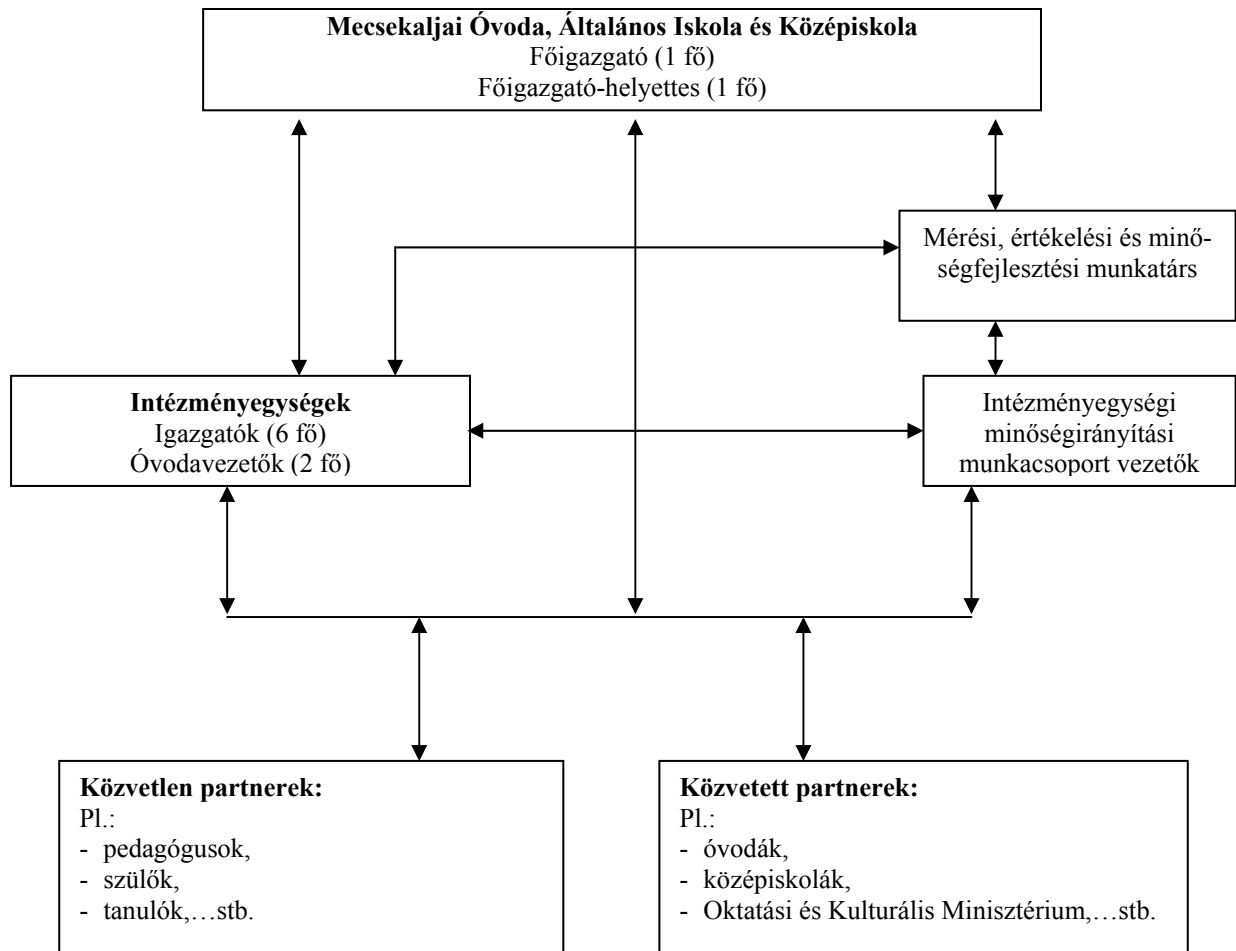 Mecsekaljai Óvoda, Általános Iskola és Középiskola
Főigazgató (1 fő)
Főigazgató-helyettes (1 fő)
Mérési, értékelési és minő-
ségfejlesztési munkatárs
Intézményegységek
Igazgatók (6 fő)
Óvodavezetők (2 fő)
Intézményegységi
minőségirányítási
munkacsoport vezetők
Közvetlen partnerek:
Pl.:
- pedagógusok,
- szülők,
- tanulók,…stb.
Közvetett partnerek:
Pl.:
- óvodák,
- középiskolák,
- Oktatási és Kulturális Minisztérium,…stb.